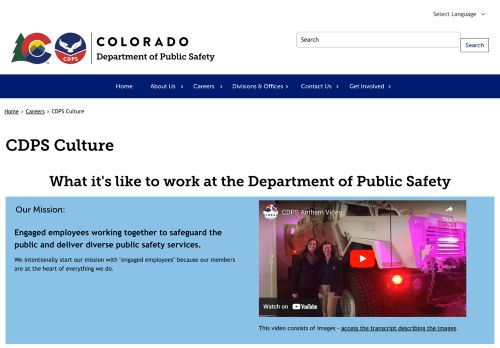 Select Language
COLORADO
Department of Public Safety
CDPS
Search
Search
Home About Us Careers Divisions & Offices Contact Us Get Involved
Home › Careers › CDPS Culture
CDPS Culture
What it's like to work at the Department of Public Safety
Our Mission:
Engaged employees working together to safeguard the
public and deliver diverse public safety services.
We intentionally start our mission with "engaged employees" because our members
are at the heart of everything we do.
CDPS Anthem Video
Watch on YouTube
This video consists of images - access the transcript describing the images.